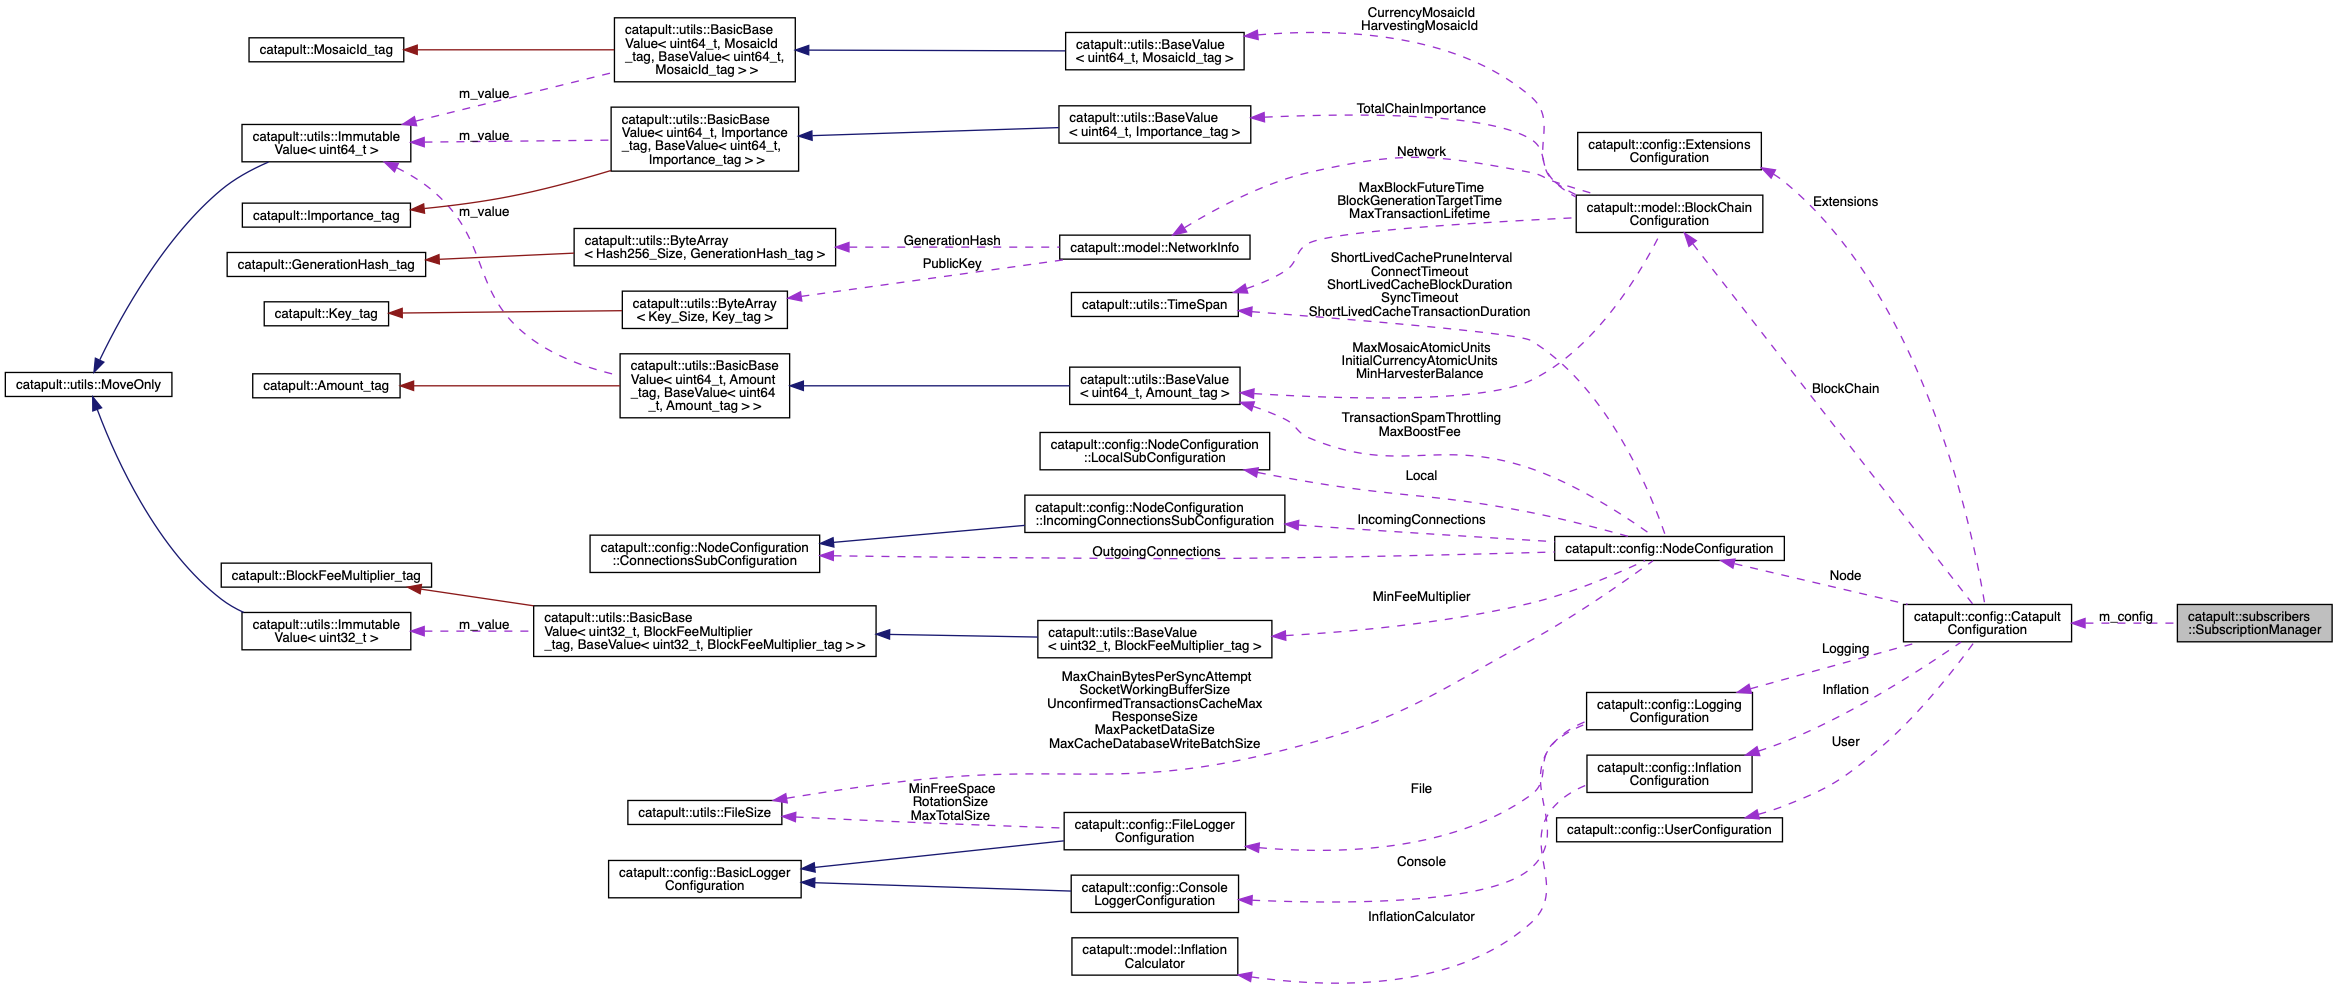 catapult::MosaicId_tag
catapult::utils::BasicBase
Value< uint64_t, MosaicId
_tag, BaseValue< uint64_t,
MosaicId_tag > >
catapult::utils::BaseValue
< uint64_t, MosaicId_tag >
CurrencyMosaicId
HarvestingMosaicId
m_value
catapult::utils::Immutable
Value< uint64_t >
m_value
catapult::utils::BasicBase
Value< uint64_t, Importance
_tag, BaseValue< uint64_t,
Importance_tag > >
catapult::utils::BaseValue
< uint64_t, Importance_tag >
TotalChainImportance
catapult::config::Extensions
Configuration
Network
catapult::Importance_tag
m_value
MaxBlockFutureTime
BlockGenerationTargetTime
MaxTransactionLifetime
catapult::model::BlockChain
Configuration
Extensions
catapult::GenerationHash_tag
catapult::utils::ByteArray
< Hash256_Size, GenerationHash_tag >
GenerationHash
PublicKey
catapult::model::NetworkInfo
ShortLivedCachePruneInterval
ConnectTimeout
ShortLivedCacheBlockDuration
SyncTimeout
ShortLivedCacheTransactionDuration
catapult::Key_tag
catapult::utils::ByteArray
< Key_Size, Key_tag >
catapult::utils::TimeSpan
catapult::utils::MoveOnly
catapult::Amount_tag
catapult::utils::BasicBase
Value< uint64_t, Amount
_tag, BaseValue< uint64
_t, Amount_tag > >
catapult::utils::BaseValue
< uint64_t, Amount_tag >
MaxMosaicAtomicUnits
InitialCurrencyAtomicUnits
MinHarvesterBalance
BlockChain
TransactionSpamThrottling
MaxBoostFee
catapult::config::NodeConfiguration
::LocalSubConfiguration
Local
catapult::config::NodeConfiguration
::IncomingConnectionsSubConfiguration
IncomingConnections
catapult::config::NodeConfiguration
::ConnectionsSubConfiguration
OutgoingConnections
catapult::config::NodeConfiguration
Node
catapult::BlockFeeMultiplier_tag
catapult::utils::Immutable
Value< uint32_t >
m_value
catapult::utils::BasicBase
Value< uint32_t, BlockFeeMultiplier
_tag, BaseValue< uint32_t, BlockFeeMultiplier_tag > >
catapult::utils::BaseValue
< uint32_t, BlockFeeMultiplier_tag >
MinFeeMultiplier
catapult::config::Catapult
Configuration
m_config
catapult::subscribers
::SubscriptionManager
Logging
MaxChainBytesPerSyncAttempt
SocketWorkingBufferSize
UnconfirmedTransactionsCacheMax
ResponseSize
MaxPacketDataSize
MaxCacheDatabaseWriteBatchSize
catapult::config::Logging
Configuration
Inflation
User
catapult::config::Inflation
Configuration
catapult::utils::FileSize
MinFreeSpace
RotationSize
MaxTotalSize
File
catapult::config::FileLogger
Configuration
catapult::config::UserConfiguration
catapult::config::BasicLogger
Configuration
Console
catapult::config::Console
LoggerConfiguration
InflationCalculator
catapult::model::Inflation
Calculator